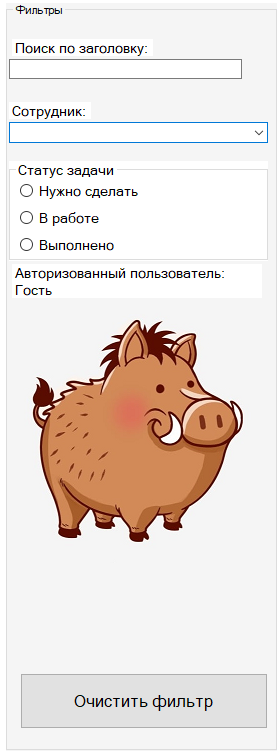 Фильтры
Поиск по заголовку:
Сотрудник:
Статус задачи
Нужно сделать
В работе
Выполнено
Авторизованный пользователь:
Гость
Очистить фильтр